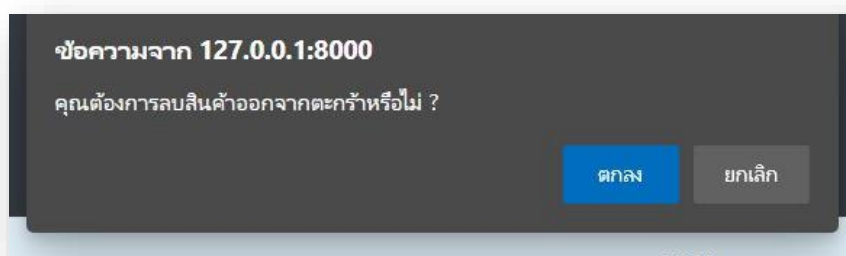 ข้อความจาก 127.0.0.1:8000
คุณต้องการลบสินค้าออกจากตะกร้าหรือไม่ ?
ตกลง ยกเลิก